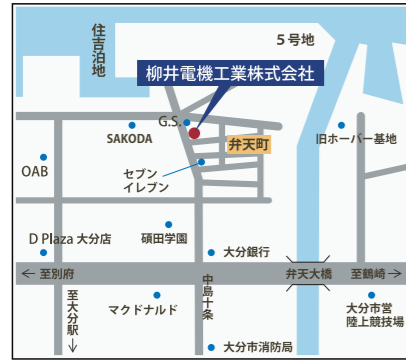 住吉泊地
5号地
柳井電機工業株式会社
G.S.
SAKODA
弁天町
旧ホーバー基地
OAB
セブン
イレブン
D Plaza 大分店
碩田学園
大分銀行
←至別府
中島十条
弁天大橋
至鶴崎→
至大分駅→
マクドナルド
大分市営
陸上競技場
大分市消防局